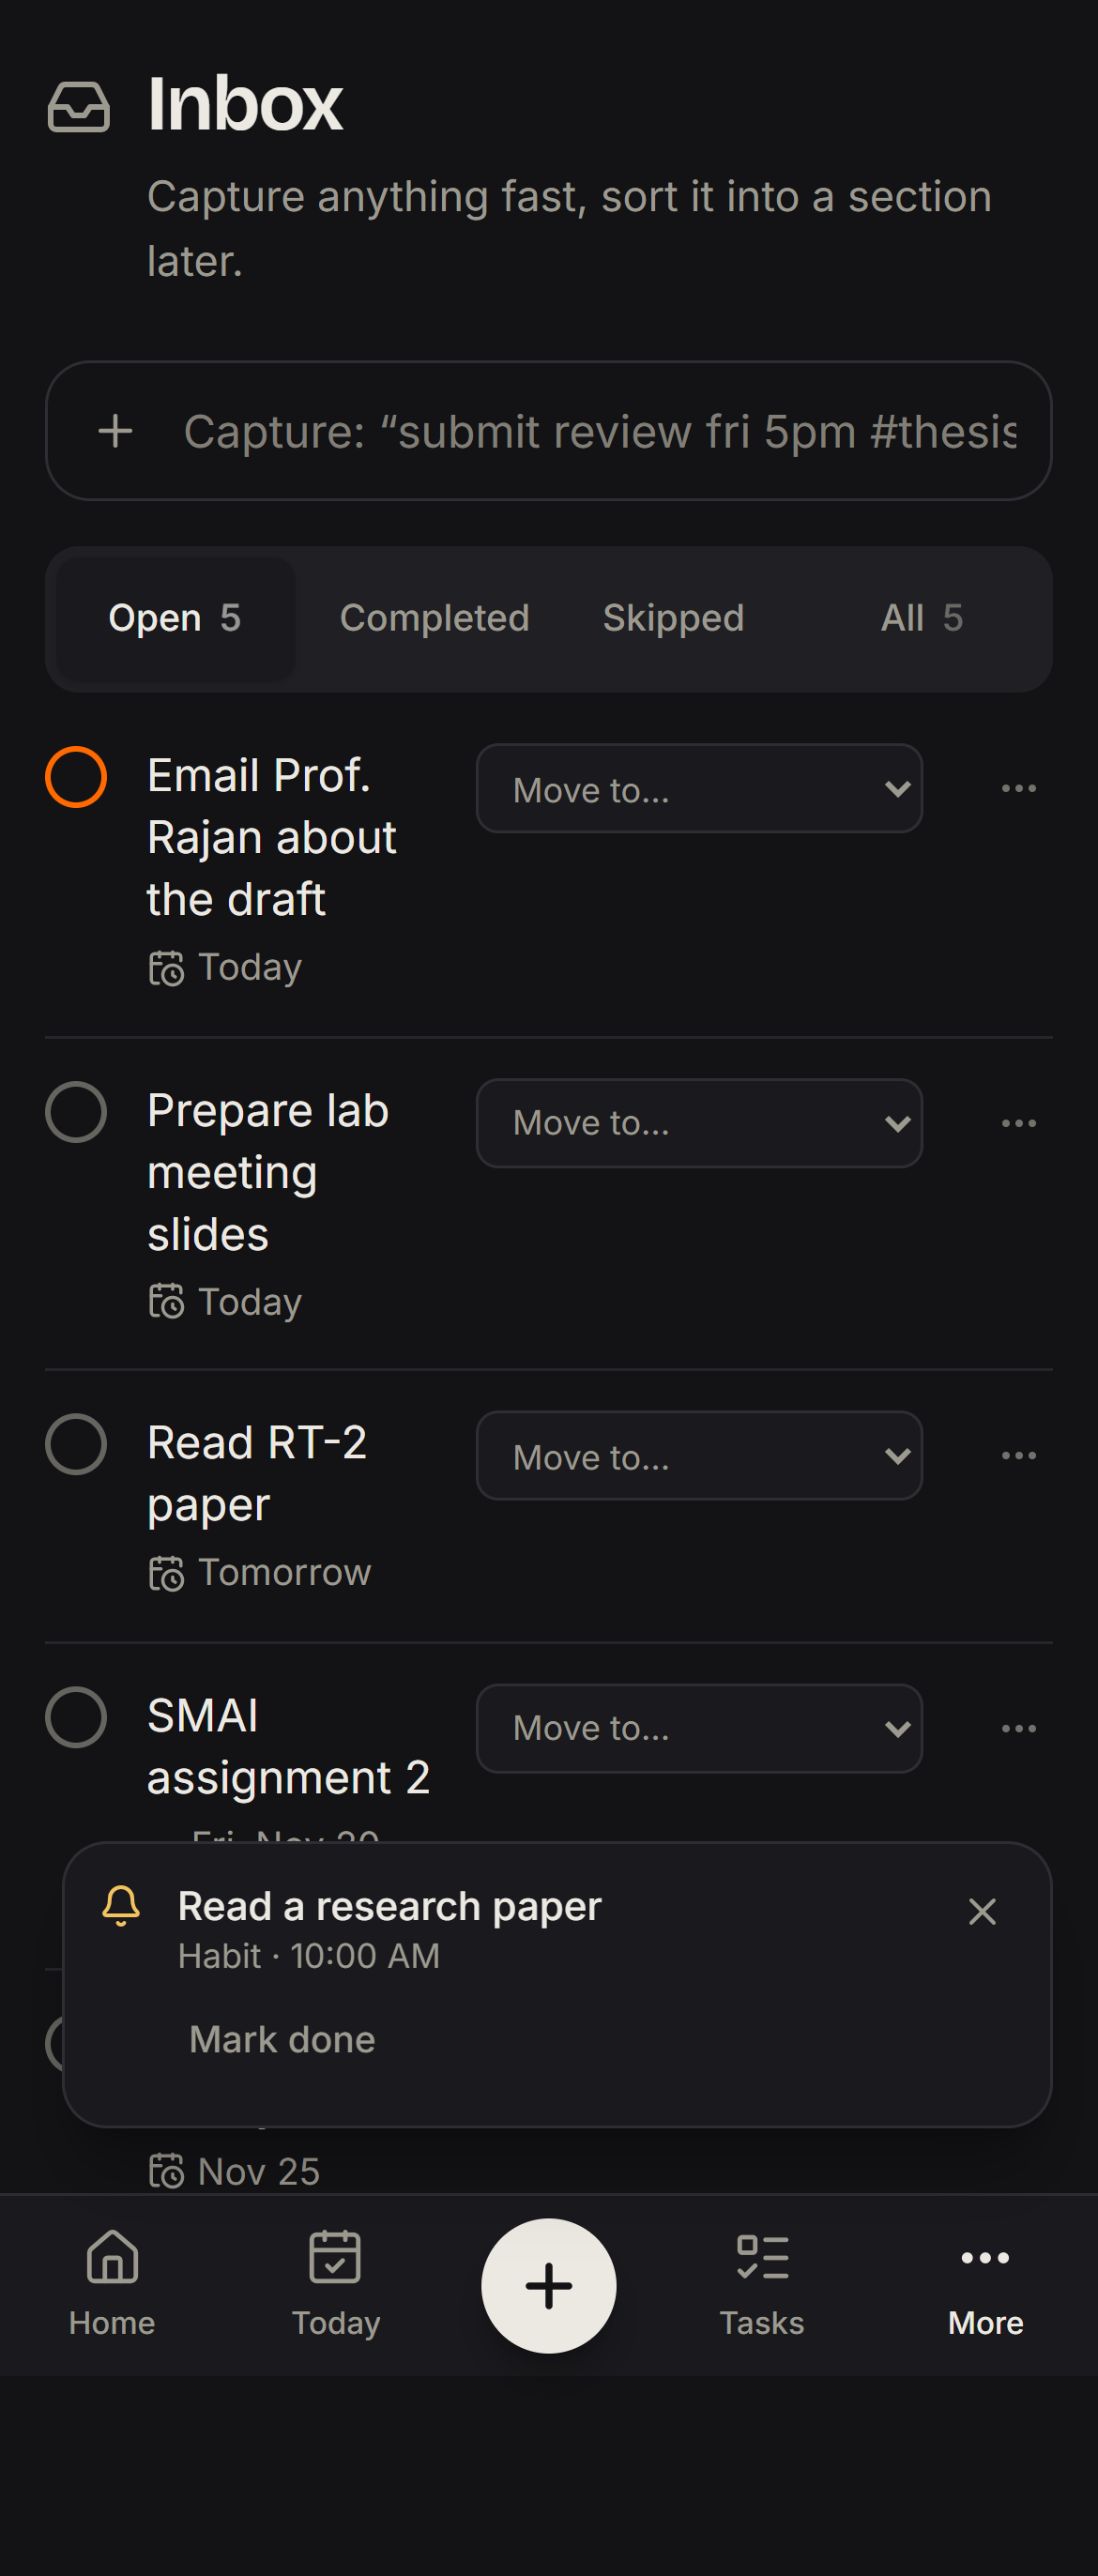 Inbox
Capture anything fast, sort it into a section
later.
Capture: “submit review fri 5pm #thesis
Open 5
Completed
Skipped
All 5
Email Prof.
Rajan about
the draft
Today
Move to...
Prepare lab
meeting
slides
Today
Move to...
Read RT-2
paper
Tomorrow
Move to...
SMAI
assignment 2
Move to...
Fri, Nov 20
Read a research paper
Habit · 10:00 AM
Mark done
Nov 25
Home
Today
Tasks
More